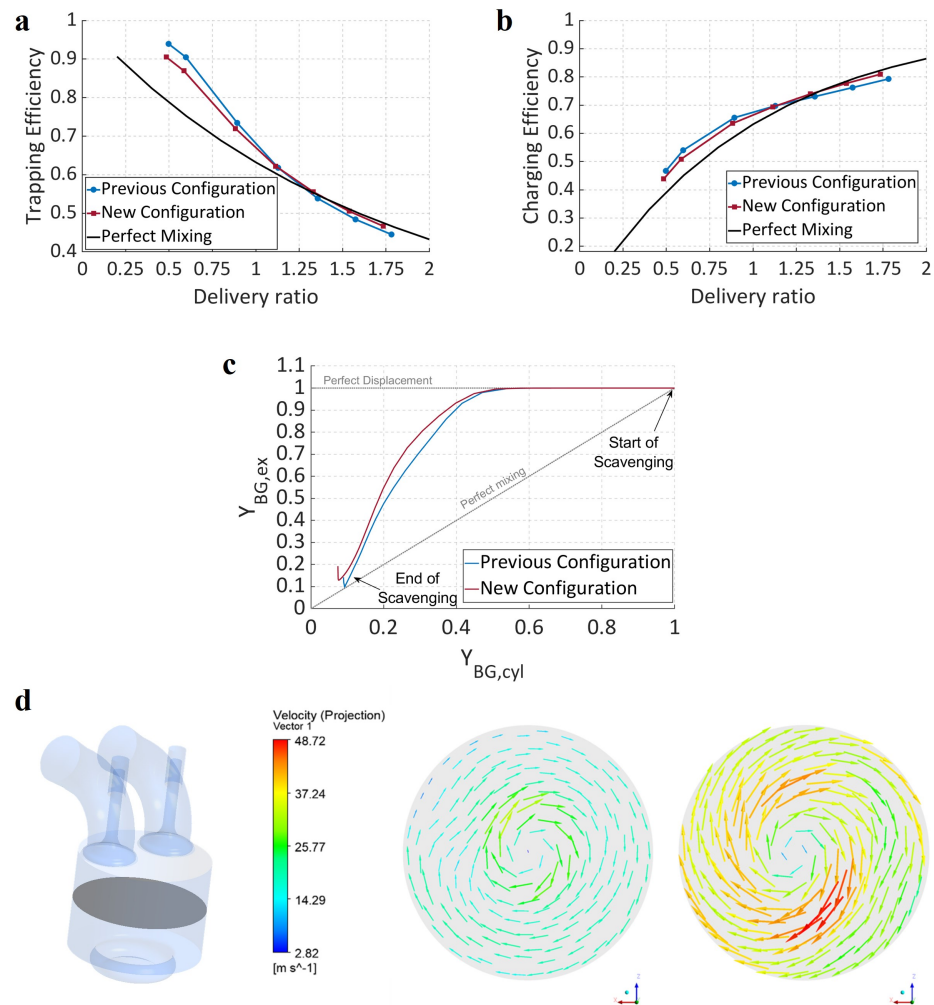 a
1
0.9
0.8
0.7
0.6
0.5
0.4
Trapping Efficiency
Previous Configuration
New Configuration
Perfect Mixing
0 0.25 0.5 0.75 1 1.25 1.5 1.75 2
Delivery ratio
b
1
0.9
0.8
0.7
0.6
0.5
0.4
0.3
0.2
Charging Efficiency
Previous Configuration
New Configuration
Perfect Mixing
0 0.25 0.5 0.75 1 1.25 1.5 1.75 2
Delivery ratio
c
1.1
1
0.9
0.8
0.7
0.6
0.5
0.4
0.3
0.2
0.1
0
Y_BG,ex
Perfect Displacement
Start of
Scavenging
Perfect mixing
End of
Scavenging
Previous Configuration
New Configuration
0 0.2 0.4 0.6 0.8 1
Y_BG,cyl
d
Velocity (Projection)
Vector 1
48.72
37.24
25.77
14.29
2.82
[m s^-1]
X Z
X Z